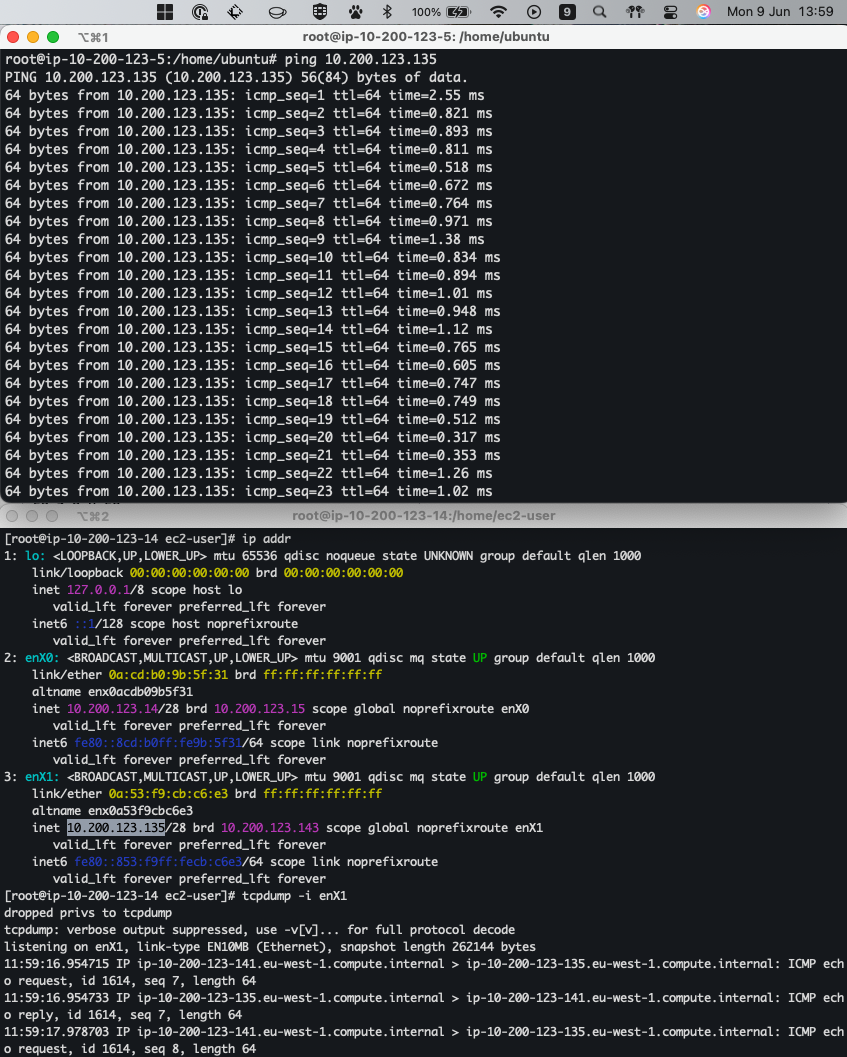 100% 9 Mon 9 Jun 13:59
⌥⌘1 root@ip-10-200-123-5: /home/ubuntu
root@ip-10-200-123-5:/home/ubuntu# ping 10.200.123.135
PING 10.200.123.135 (10.200.123.135) 56(84) bytes of data.
64 bytes from 10.200.123.135: icmp_seq=1 ttl=64 time=2.55 ms
64 bytes from 10.200.123.135: icmp_seq=2 ttl=64 time=0.821 ms
64 bytes from 10.200.123.135: icmp_seq=3 ttl=64 time=0.893 ms
64 bytes from 10.200.123.135: icmp_seq=4 ttl=64 time=0.811 ms
64 bytes from 10.200.123.135: icmp_seq=5 ttl=64 time=0.518 ms
64 bytes from 10.200.123.135: icmp_seq=6 ttl=64 time=0.672 ms
64 bytes from 10.200.123.135: icmp_seq=7 ttl=64 time=0.764 ms
64 bytes from 10.200.123.135: icmp_seq=8 ttl=64 time=0.971 ms
64 bytes from 10.200.123.135: icmp_seq=9 ttl=64 time=1.38 ms
64 bytes from 10.200.123.135: icmp_seq=10 ttl=64 time=0.834 ms
64 bytes from 10.200.123.135: icmp_seq=11 ttl=64 time=0.894 ms
64 bytes from 10.200.123.135: icmp_seq=12 ttl=64 time=1.01 ms
64 bytes from 10.200.123.135: icmp_seq=13 ttl=64 time=0.948 ms
64 bytes from 10.200.123.135: icmp_seq=14 ttl=64 time=1.12 ms
64 bytes from 10.200.123.135: icmp_seq=15 ttl=64 time=0.765 ms
64 bytes from 10.200.123.135: icmp_seq=16 ttl=64 time=0.605 ms
64 bytes from 10.200.123.135: icmp_seq=17 ttl=64 time=0.747 ms
64 bytes from 10.200.123.135: icmp_seq=18 ttl=64 time=0.749 ms
64 bytes from 10.200.123.135: icmp_seq=19 ttl=64 time=0.512 ms
64 bytes from 10.200.123.135: icmp_seq=20 ttl=64 time=0.317 ms
64 bytes from 10.200.123.135: icmp_seq=21 ttl=64 time=0.353 ms
64 bytes from 10.200.123.135: icmp_seq=22 ttl=64 time=1.26 ms
64 bytes from 10.200.123.135: icmp_seq=23 ttl=64 time=1.02 ms
⌥⌘2 root@ip-10-200-123-14:/home/ec2-user
[root@ip-10-200-123-14 ec2-user]# ip addr
1: lo: <LOOPBACK,UP,LOWER_UP> mtu 65536 qdisc noqueue state UNKNOWN group default qlen 1000
link/loopback 00:00:00:00:00:00 brd 00:00:00:00:00:00
inet 127.0.0.1/8 scope host lo
valid_lft forever preferred_lft forever
inet6 ::1/128 scope host noprefixroute
valid_lft forever preferred_lft forever
2: enX0: <BROADCAST,MULTICAST,UP,LOWER_UP> mtu 9001 qdisc mq state UP group default qlen 1000
link/ether 0a:cd:b0:9b:5f:31 brd ff:ff:ff:ff:ff:ff
altname enx0acdb09b5f31
inet 10.200.123.14/28 brd 10.200.123.15 scope global noprefixroute enX0
valid_lft forever preferred_lft forever
inet6 fe80::8cd:b0ff:fe9b:5f31/64 scope link noprefixroute
valid_lft forever preferred_lft forever
3: enX1: <BROADCAST,MULTICAST,UP,LOWER_UP> mtu 9001 qdisc mq state UP group default qlen 1000
link/ether 0a:53:f9:cb:c6:e3 brd ff:ff:ff:ff:ff:ff
altname enx0a53f9cbc6e3
inet 10.200.123.135/28 brd 10.200.123.143 scope global noprefixroute enX1
valid_lft forever preferred_lft forever
inet6 fe80::853:f9ff:fecb:c6e3/64 scope link noprefixroute
valid_lft forever preferred_lft forever
[root@ip-10-200-123-14 ec2-user]# tcpdump -i enX1
dropped privs to tcpdump
tcpdump: verbose output suppressed, use -v[v]... for full protocol decode
listening on enX1, link-type EN10MB (Ethernet), snapshot length 262144 bytes
11:59:16.954715 IP ip-10-200-123-141.eu-west-1.compute.internal > ip-10-200-123-135.eu-west-1.compute.internal: ICMP ech
o request, id 1614, seq 7, length 64
11:59:16.954733 IP ip-10-200-123-135.eu-west-1.compute.internal > ip-10-200-123-141.eu-west-1.compute.internal: ICMP ech
o reply, id 1614, seq 7, length 64
11:59:17.978703 IP ip-10-200-123-141.eu-west-1.compute.internal > ip-10-200-123-135.eu-west-1.compute.internal: ICMP ech
o request, id 1614, seq 8, length 64